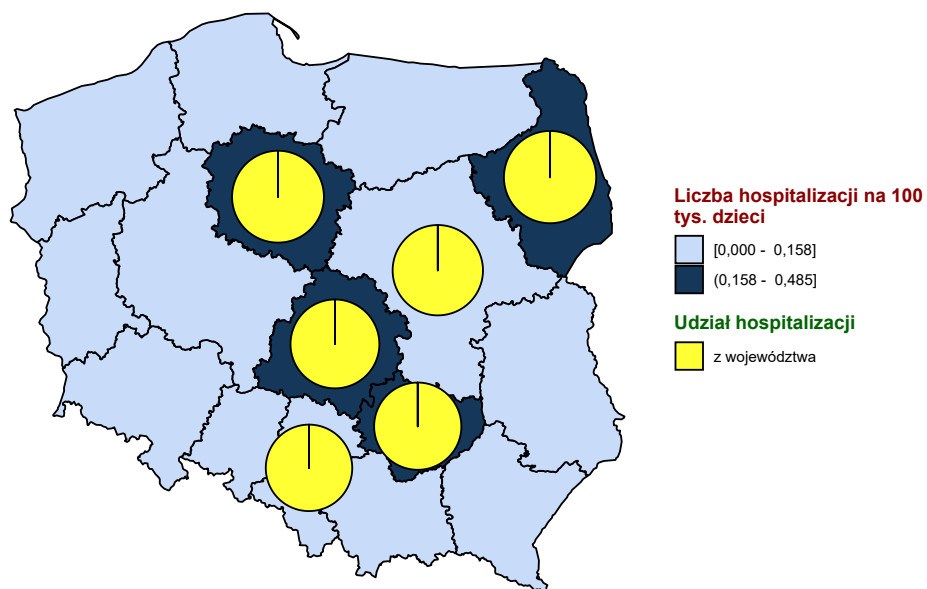 Liczba hospitalizacji na 100
tys. dzieci
[0,000 - 0,158]
(0,158 - 0,485]
Udział hospitalizacji
z województwa